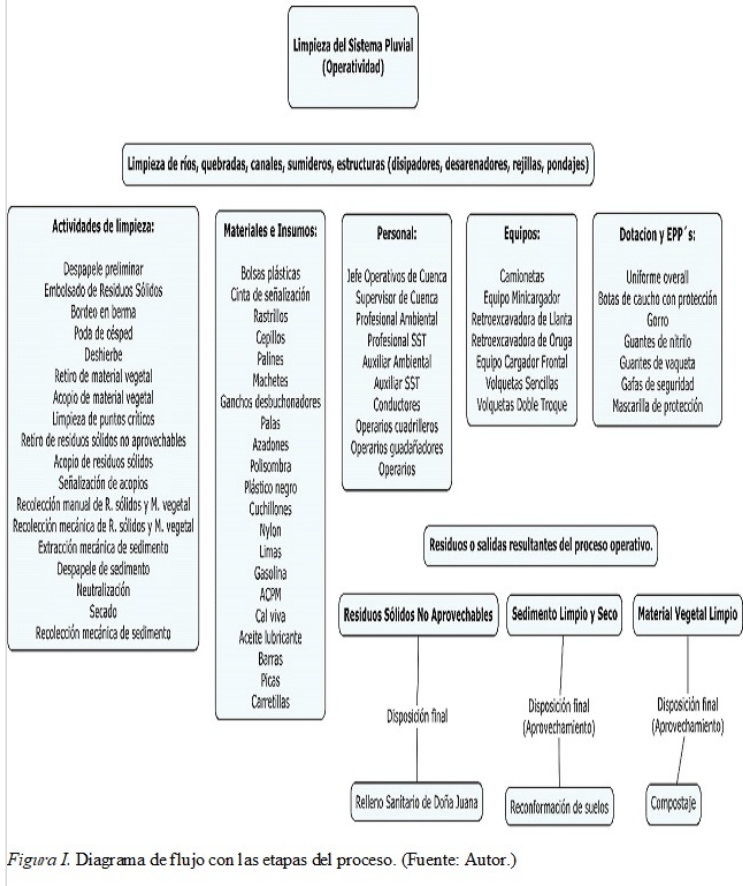 Limpieza del Sistema Pluvial
(Operatividad)
Limpieza de ríos, quebradas, canales, sumideros, estructuras (disipadores, desarenadores, rejillas, pondajes)
Actividades de limpieza:
Despapele preliminar
Embolsado de Residuos Sólidos
Bordeo en berma
Poda de césped
Deshierbe
Retiro de material vegetal
Acopio de material vegetal
Limpieza de puntos críticos
Retiro de residuos sólidos no aprovechables
Acopio de residuos sólidos
Señalización de acopios
Recolección manual de R. sólidos y M. vegetal
Recolección mecánica de R. sólidos y M. vegetal
Extracción mecánica de sedimento
Despapele de sedimento
Neutralización
Secado
Recolección mecánica de sedimento
Materiales e Insumos:
Bolsas plásticas
Cinta de señalización
Rastrillos
Cepillos
Palines
Machetes
Ganchos desbuchonadores
Palas
Azadones
Polisombra
Plástico negro
Cuchillones
Nylon
Limas
Gasolina
ACPM
Cal viva
Aceite lubricante
Barras
Picas
Carretillas
Personal:
Jefe Operativos de Cuenca
Supervisor de Cuenca
Profesional Ambiental
Profesional SST
Auxiliar Ambiental
Auxiliar SST
Conductores
Operarios cuadrilleros
Operarios guadañadores
Operarios
Equipos:
Camionetas
Equipo Minicargador
Retroexcavadora de Llanta
Retroexcavadora de Oruga
Equipo Cargador Frontal
Volquetas Sencillas
Volquetas Doble Troque
Dotacion y EPP´s:
Uniforme overall
Botas de caucho con protección
Gorro
Guantes de nitrilo
Guantes de vaqueta
Gafas de seguridad
Mascarilla de protección
Residuos o salidas resultantes del proceso operativo.
Residuos Sólidos No Aprovechables
Sedimento Limpio y Seco
Material Vegetal Limpio
Disposición final
Disposición final
(Aprovechamiento)
Disposición final
(Aprovechamiento)
Relleno Sanitario de Doña Juana
Reconformación de suelos
Compostaje
Figura I. Diagrama de flujo con las etapas del proceso. (Fuente: Autor.)